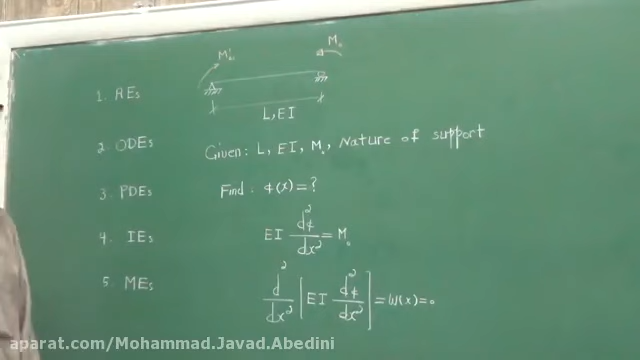 M₀ M₀
1. REs
L, EI
2. ODEs
Given: L, EI, M₀, Nature of support
3. PDEs
Find: φ(x) = ?
4. IEs
EI d²φ/dx² = M₀
5. MEs
d²/dx² [EI d²φ/dx²] = w(x) = 0
aparat.com/Mohammad.Javad.Abedini